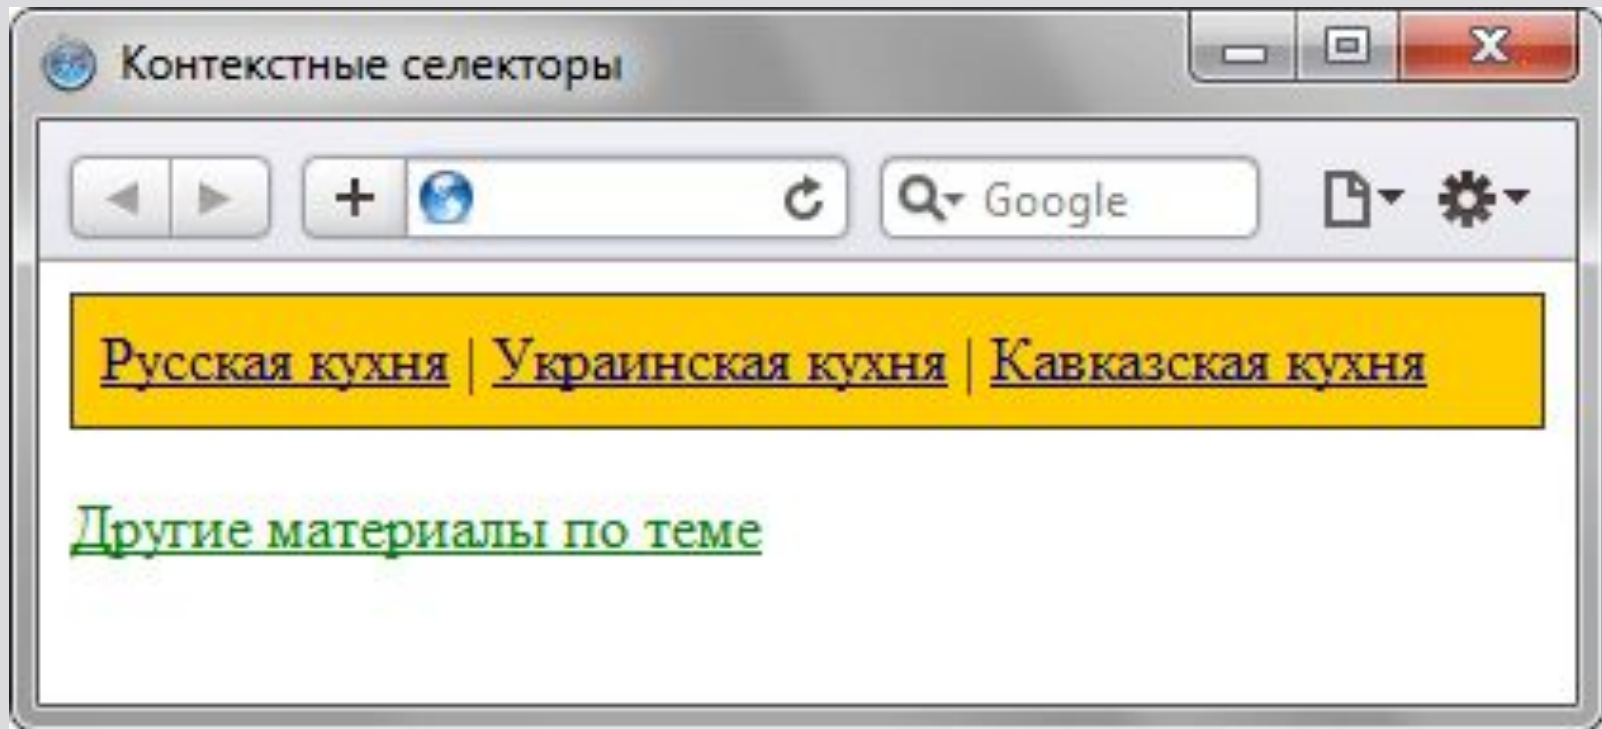 Контекстные селекторы
Google
Русская кухня | Украинская кухня | Кавказская кухня
Другие материалы по теме